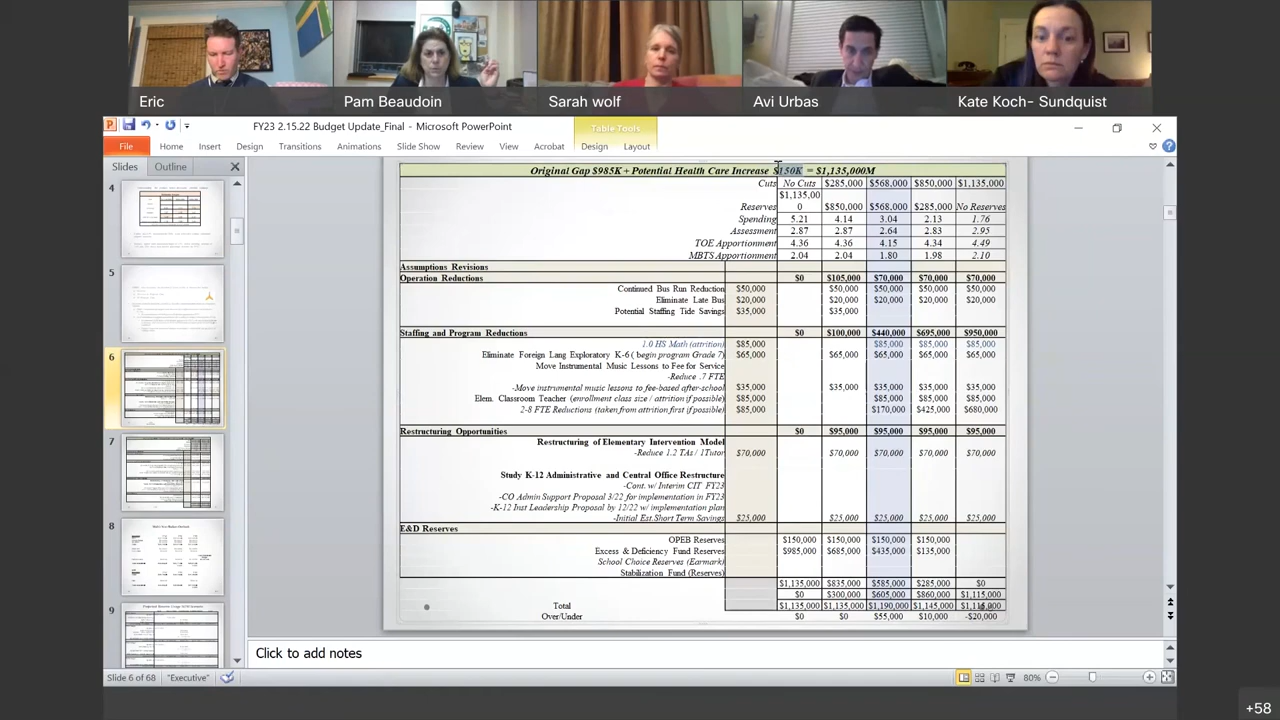 Eric
Pam Beaudoin
Sarah wolf
Avi Urbas
Kate Koch- Sundquist
FY23 2.15.22 Budget Update_Final - Microsoft PowerPoint
Table Tools
File Home Insert Design Transitions Animations Slide Show Review View Acrobat Design Layout
Slides Outline
4
5
6
7
8
9
Original Gap $985K + Potential Health Care Increase $150K = $1,135,000M
Cuts No Cuts $285,000 $568,000 $850,000 $1,135,000
$1,135,00
Reserves 0 $850,000 $568,000 $285,000 No Reserves
Spending 5.21 4.14 3.04 2.13 1.76
Assessment 2.87 2.87 2.64 2.83 2.95
TOE Apportionment 4.36 4.36 4.15 4.34 4.49
MBTS Apportionment 2.04 2.04 1.80 1.98 2.10
Assumptions Revisions
Operation Reductions $0 $105,000 $70,000 $70,000 $70,000
Continued Bus Run Reduction $50,000 $50,000 $50,000 $50,000 $50,000
Eliminate Late Bus $20,000 $20,000 $20,000 $20,000 $20,000
Potential Staffing Tide Savings $35,000 $35,000
Staffing and Program Reductions $0 $100,000 $440,000 $695,000 $950,000
1.0 HS Math (attrition) $85,000 $85,000 $85,000 $85,000
Eliminate Foreign Lang Exploratory K-6 ( begin program Grade 7) $65,000 $65,000 $65,000 $65,000 $65,000
Move Instrumental Music Lessons to Fee for Service
-Reduce .7 FTE
-Move instrumental music lessons to fee-based after-school $35,000 $35,000 $35,000 $35,000 $35,000
Elem. Classroom Teacher (enrollment class size / attrition if possible) $85,000 $85,000 $85,000 $85,000
2-8 FTE Reductions (taken from attrition first if possible) $85,000 $170,000 $425,000 $680,000
Restructuring Opportunities $0 $95,000 $95,000 $95,000 $95,000
Restructuring of Elementary Intervention Model
-Reduce 1.2 TAs / 1Tutor $70,000 $70,000 $70,000 $70,000 $70,000
Study K-12 Administrative and Central Office Restructure
-Cont. w/ Interim CIT FY23
-CO Admin Support Proposal 3/22 for implementation in FY23
-K-12 Inst Leadership Proposal by 12/22 w/ implementation plan
-Initial Est.Short Term Savings $25,000 $25,000 $25,000 $25,000 $25,000
E&D Reserves
OPEB Reserves $150,000 $150,000 $150,000 $150,000
Excess & Deficiency Fund Reserves $985,000 $685,000 $435,000 $135,000
School Choice Reserves (Earmark)
Stabilization Fund (Reserves)
$1,135,000 $835,000 $585,000 $285,000 $0
$0 $300,000 $605,000 $860,000 $1,115,000
Total $1,135,000 $1,135,000 $1,190,000 $1,145,000
Over/Under $0 $0 $55,000 $10,000 -$20,000
Click to add notes
Slide 6 of 68 "Executive" 80%
+58